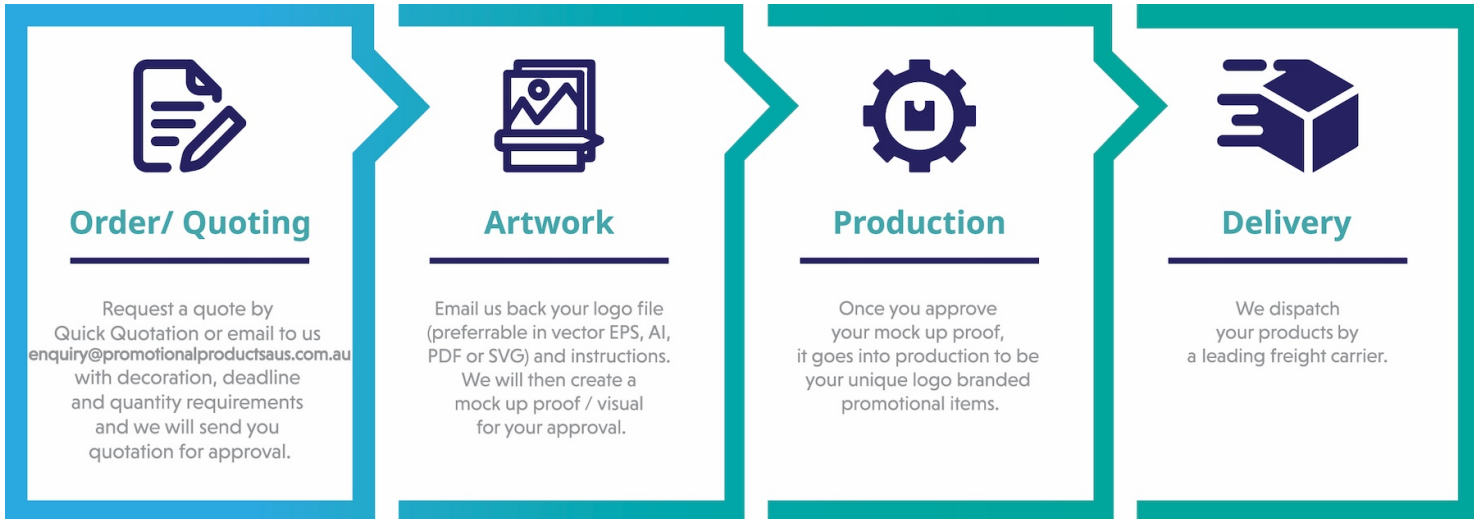 Order/ Quoting
Request a quote by
Quick Quotation or email to us
enquiry@promotionalproductsaus.com.au
with decoration, deadline
and quantity requirements
and we will send you
quotation for approval.
Artwork
Email us back your logo file
(preferrable in vector EPS, AI,
PDF or SVG) and instructions.
We will then create a
mock up proof / visual
for your approval.
Production
Once you approve
your mock up proof,
it goes into production to be
your unique logo branded
promotional items.
Delivery
We dispatch
your products by
a leading freight carrier.